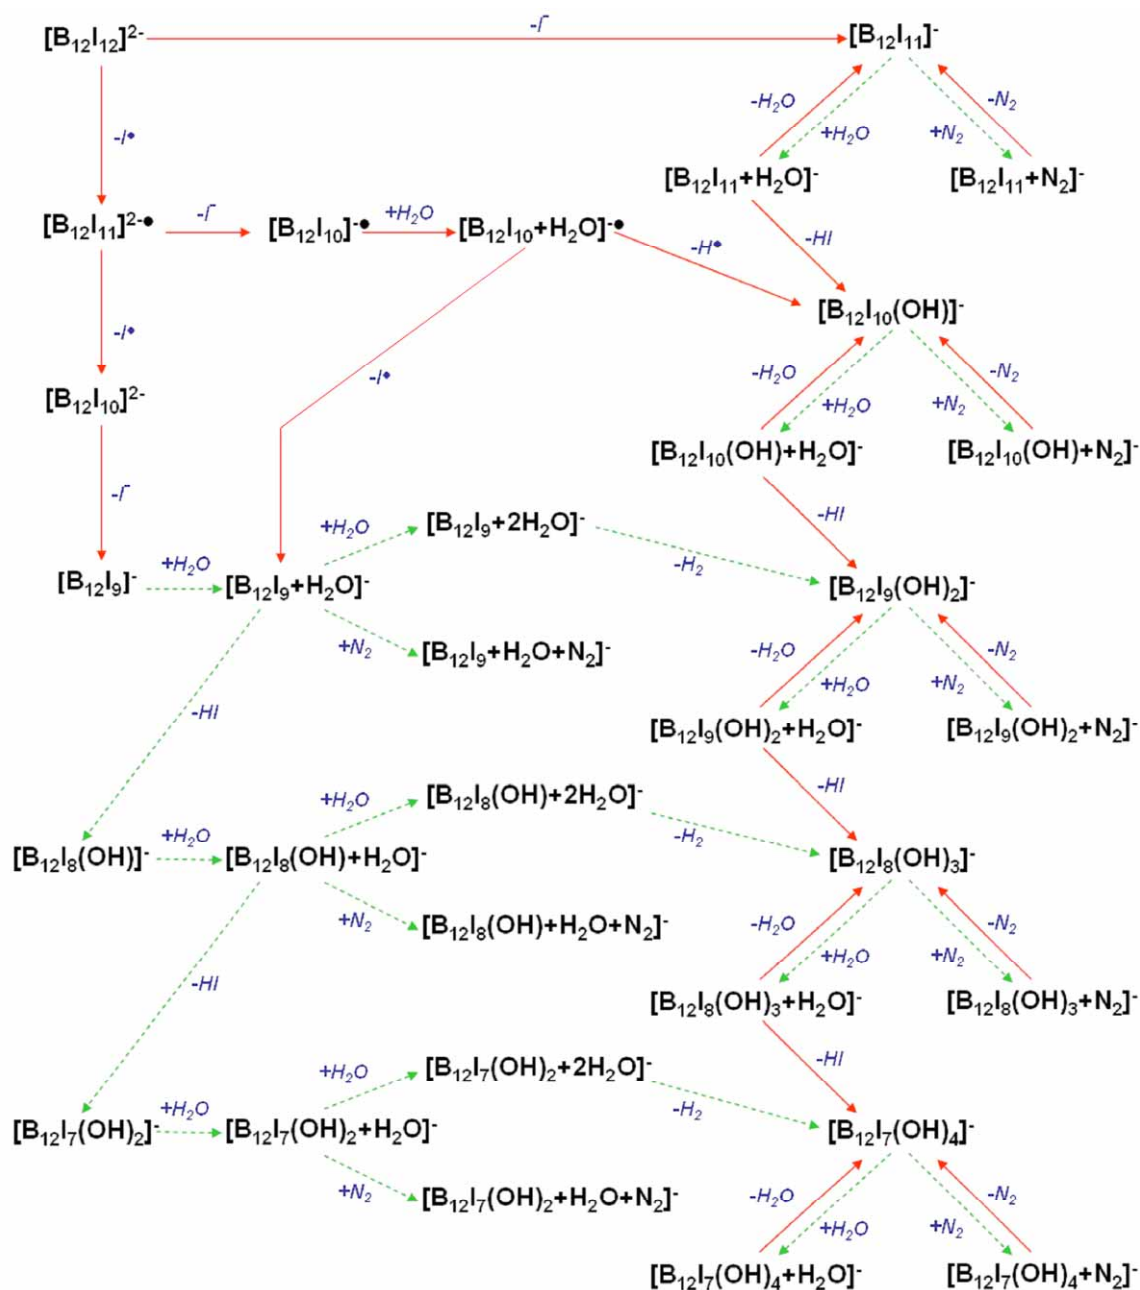 [B₁₂I₁₂]²⁻ -I⁻ [B₁₂I₁₁]⁻
-H₂O +H₂O +N₂ -N₂
-I•
[B₁₂I₁₁+H₂O]⁻ [B₁₂I₁₁+N₂]⁻
[B₁₂I₁₁]²⁻• -I⁻ [B₁₂I₁₀]⁻• +H₂O [B₁₂I₁₀+H₂O]⁻• -H• -HI
[B₁₂I₁₀(OH)]⁻
-I• -I• -H₂O +H₂O +N₂ -N₂
[B₁₂I₁₀]²⁻
[B₁₂I₁₀(OH)+H₂O]⁻ [B₁₂I₁₀(OH)+N₂]⁻
-I⁻ +H₂O [B₁₂I₉+2H₂O]⁻ -HI
-H₂
[B₁₂I₉]⁻ +H₂O [B₁₂I₉+H₂O]⁻ [B₁₂I₉(OH)₂]⁻
+N₂ [B₁₂I₉+H₂O+N₂]⁻ -H₂O +H₂O +N₂ -N₂
-HI [B₁₂I₉(OH)₂+H₂O]⁻ [B₁₂I₉(OH)₂+N₂]⁻
+H₂O [B₁₂I₈(OH)+2H₂O]⁻ -HI
-H₂
[B₁₂I₈(OH)]⁻ +H₂O [B₁₂I₈(OH)+H₂O]⁻ [B₁₂I₈(OH)₃]⁻
+N₂ [B₁₂I₈(OH)+H₂O+N₂]⁻ -H₂O +H₂O +N₂ -N₂
-HI [B₁₂I₈(OH)₃+H₂O]⁻ [B₁₂I₈(OH)₃+N₂]⁻
+H₂O [B₁₂I₇(OH)₂+2H₂O]⁻ -HI
-H₂
[B₁₂I₇(OH)₂]⁻ +H₂O [B₁₂I₇(OH)₂+H₂O]⁻ [B₁₂I₇(OH)₄]⁻
+N₂ [B₁₂I₇(OH)₂+H₂O+N₂]⁻ -H₂O +H₂O +N₂ -N₂
[B₁₂I₇(OH)₄+H₂O]⁻ [B₁₂I₇(OH)₄+N₂]⁻